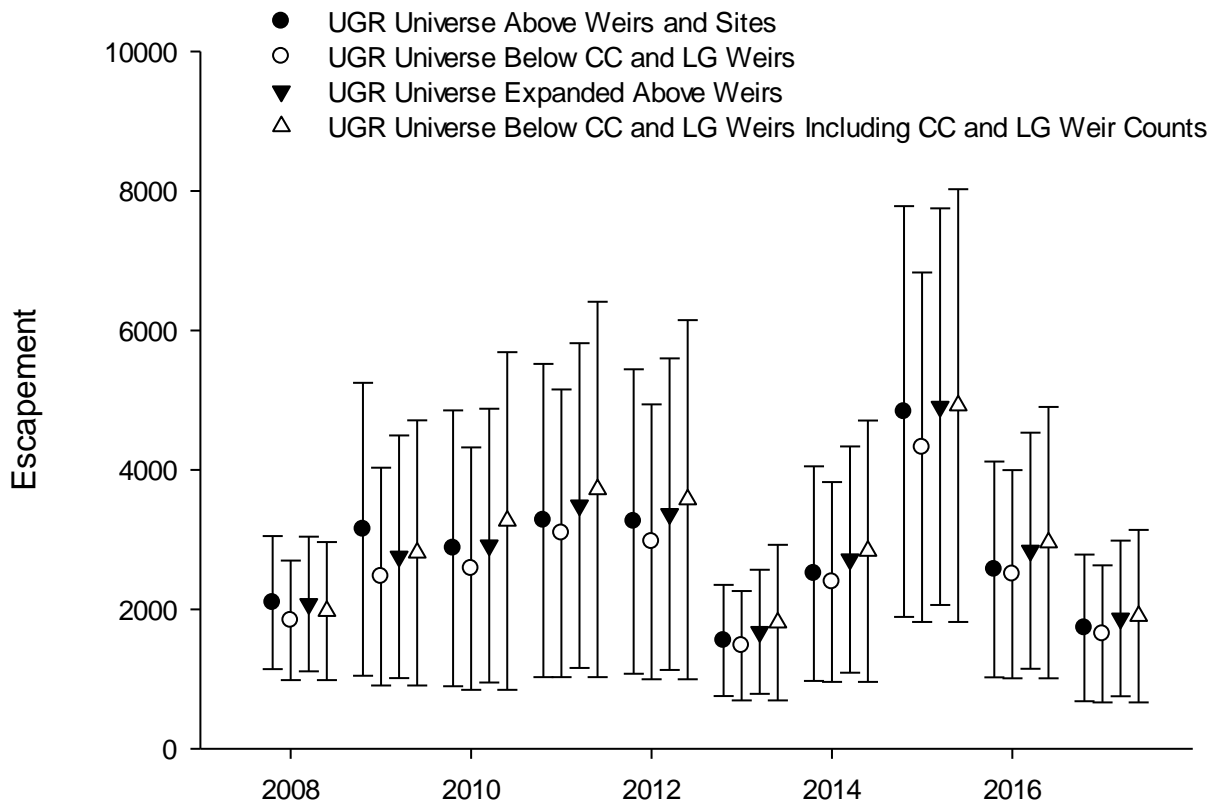 UGR Universe Above Weirs and Sites
UGR Universe Below CC and LG Weirs
UGR Universe Expanded Above Weirs
UGR Universe Below CC and LG Weirs Including CC and LG Weir Counts
Escapement
10000
8000
6000
4000
2000
0
2008 2010 2012 2014 2016